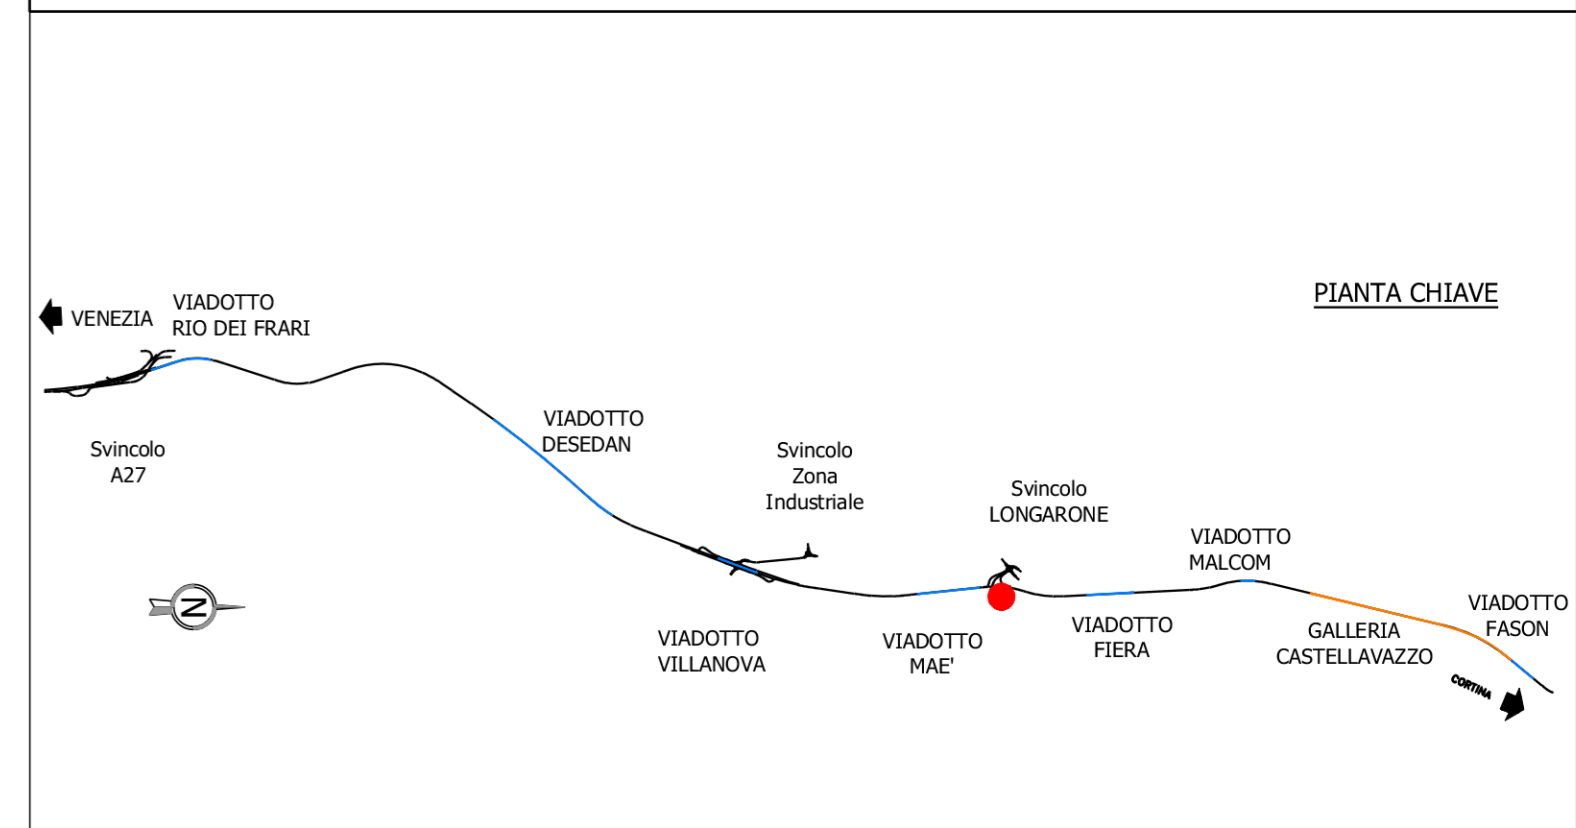 PIANTA CHIAVE
VENEZIA
VIADOTTO
RIO DEI FRARI
Svincolo
A27
VIADOTTO
DESEDAN
Svincolo
Zona
Industriale
VIADOTTO
VILLANOVA
Svincolo
LONGARONE
VIADOTTO
MAE'
VIADOTTO
FIERA
VIADOTTO
MALCOM
GALLERIA
CASTELLAVAZZO
VIADOTTO
FASON
CORTINA
N